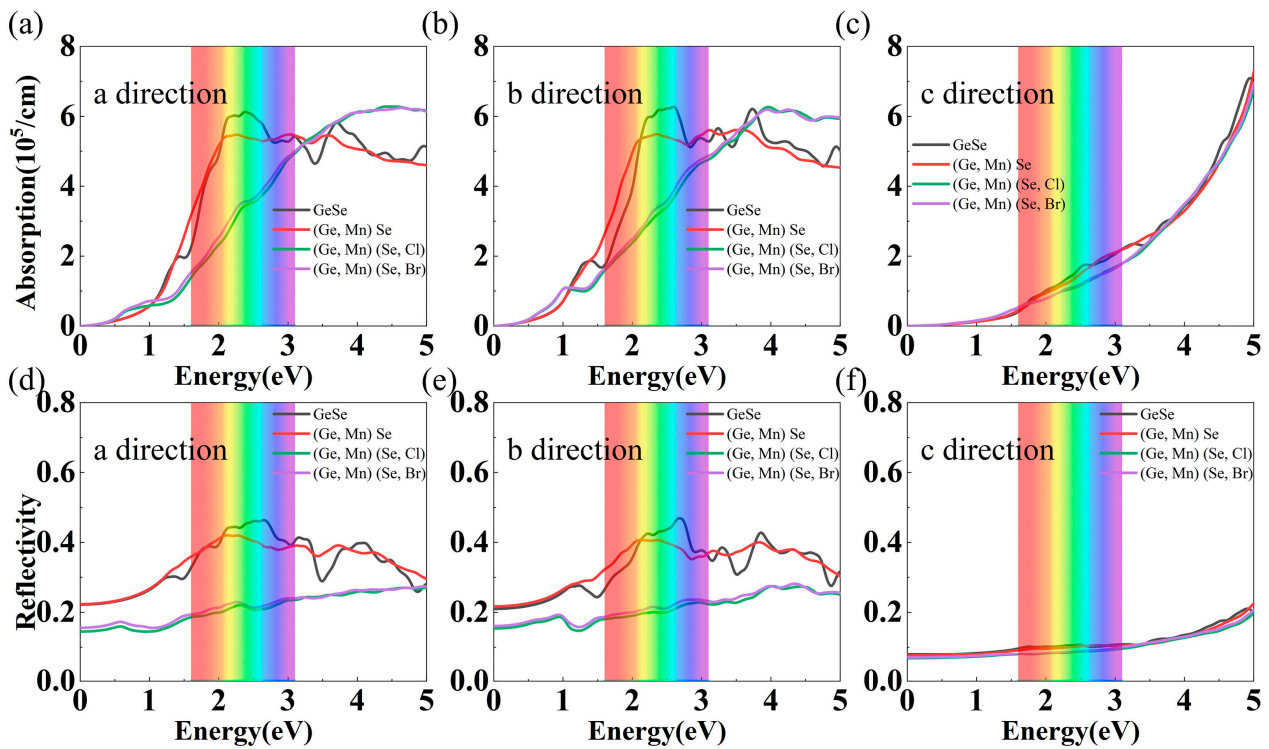 (a)
8
6
4
2
0
Absorption(10⁵/cm)
a direction
GeSe
(Ge, Mn) Se
(Ge, Mn) (Se, Cl)
(Ge, Mn) (Se, Br)
0 1 2 3 4 5
Energy(eV)
(b)
8
6
4
2
0
b direction
GeSe
(Ge, Mn) Se
(Ge, Mn) (Se, Cl)
(Ge, Mn) (Se, Br)
0 1 2 3 4 5
Energy(eV)
(c)
8
6
4
2
0
c direction
GeSe
(Ge, Mn) Se
(Ge, Mn) (Se, Cl)
(Ge, Mn) (Se, Br)
0 1 2 3 4 5
Energy(eV)
(d)
0.8
0.6
0.4
0.2
0.0
Reflectivity
a direction
GeSe
(Ge, Mn) Se
(Ge, Mn) (Se, Cl)
(Ge, Mn) (Se, Br)
0 1 2 3 4 5
Energy(eV)
(e)
0.8
0.6
0.4
0.2
0.0
b direction
GeSe
(Ge, Mn) Se
(Ge, Mn) (Se, Cl)
(Ge, Mn) (Se, Br)
0 1 2 3 4 5
Energy(eV)
(f)
0.8
0.6
0.4
0.2
0.0
c direction
GeSe
(Ge, Mn) Se
(Ge, Mn) (Se, Cl)
(Ge, Mn) (Se, Br)
0 1 2 3 4 5
Energy(eV)